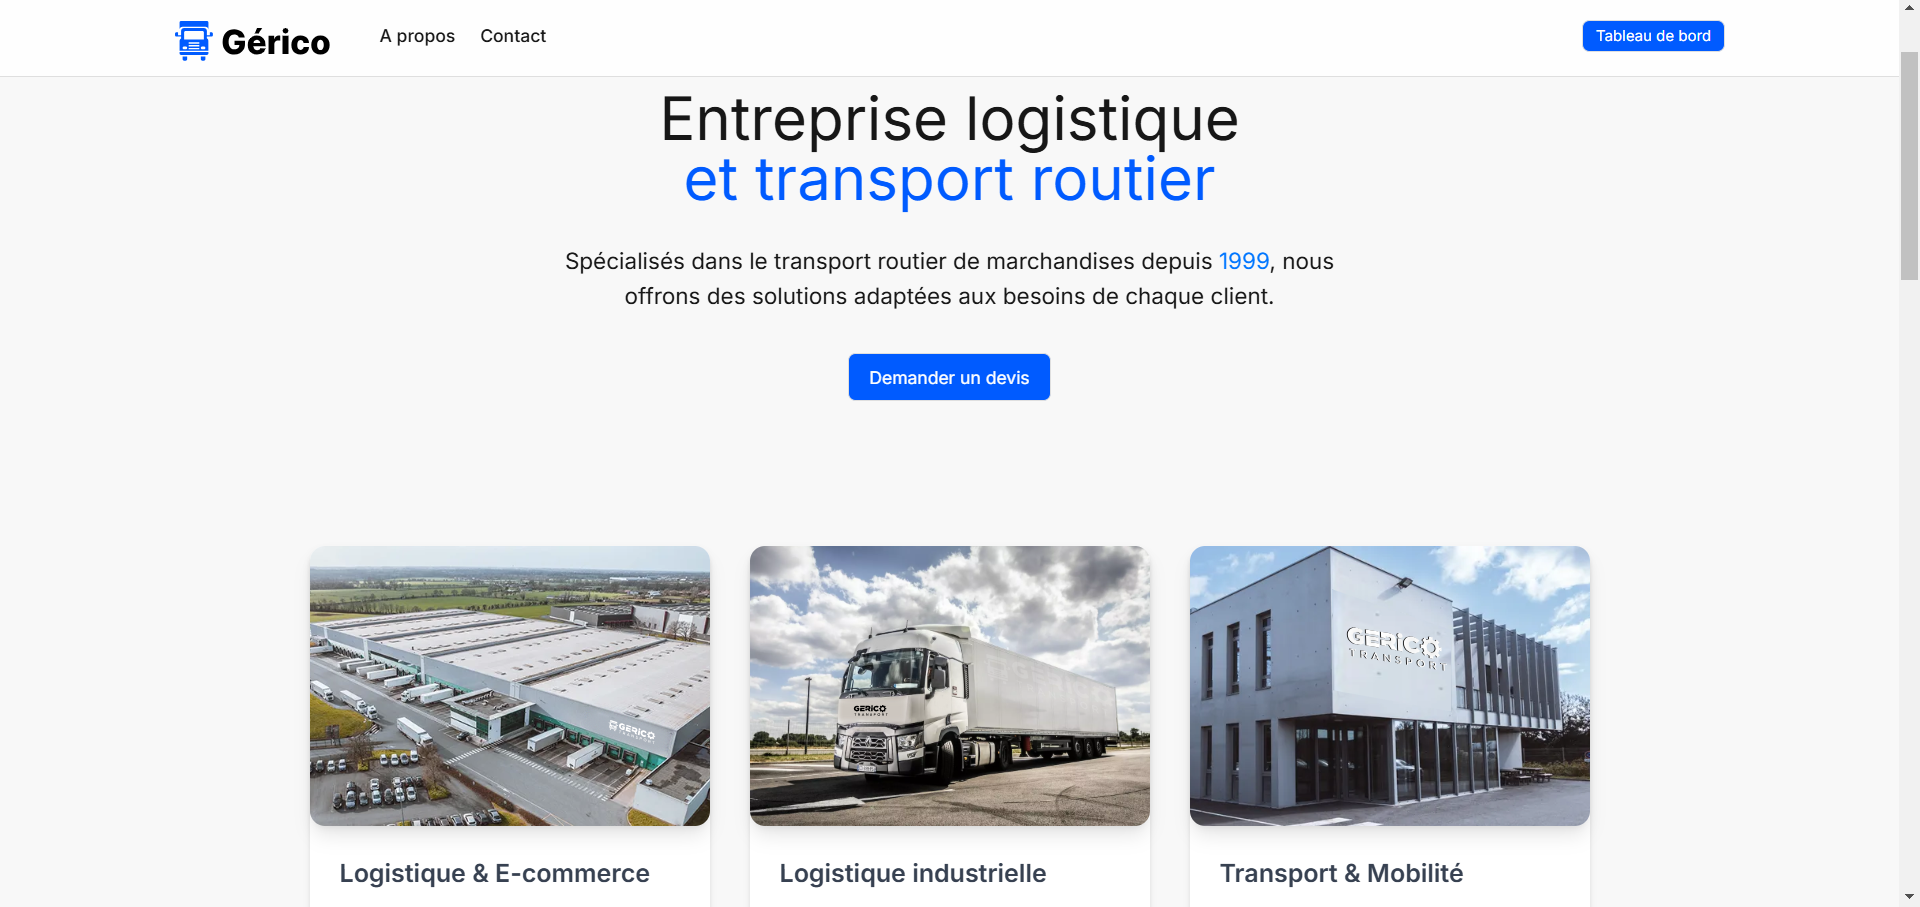 Gérico
A propos
Contact
Tableau de bord
Entreprise logistique
et transport routier
Spécialisés dans le transport routier de marchandises depuis 1999, nous
offrons des solutions adaptées aux besoins de chaque client.
Demander un devis
GERICO
TRANSPORT
GERICO
TRANSPORT
GERICO
TRANSPORT
Logistique & E-commerce
Logistique industrielle
Transport & Mobilité